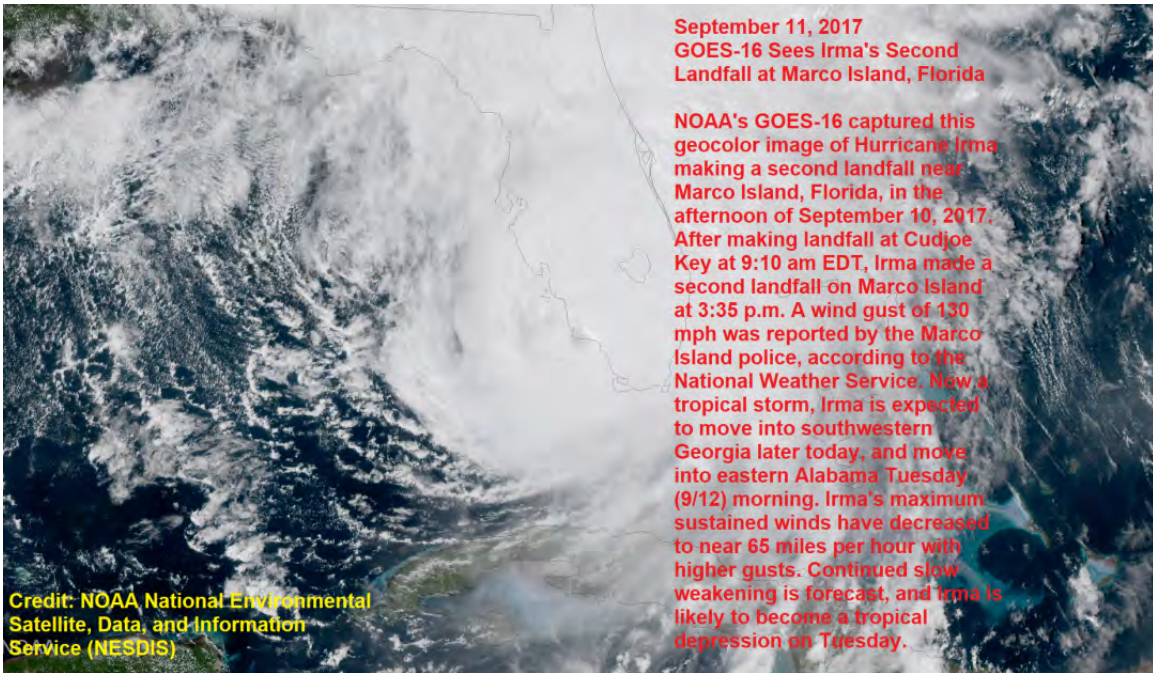 September 11, 2017
GOES-16 Sees Irma's Second
Landfall at Marco Island, Florida
NOAA's GOES-16 captured this
geocolor image of Hurricane Irma
making a second landfall near
Marco Island, Florida, in the
afternoon of September 10, 2017.
After making landfall at Cudjoe
Key at 9:10 am EDT, Irma made a
second landfall on Marco Island
at 3:35 p.m. A wind gust of 130
mph was reported by the Marco
Island police, according to the
National Weather Service. Now a
tropical storm, Irma is expected
to move into southwestern
Georgia later today, and move
into eastern Alabama Tuesday
(9/12) morning. Irma's maximum
sustained winds have decreased
to near 65 miles per hour with
higher gusts. Continued slow
weakening is forecast, and Irma is
likely to become a tropical
depression on Tuesday.
Credit: NOAA National Environmental
Satellite, Data, and Information
Service (NESDIS)